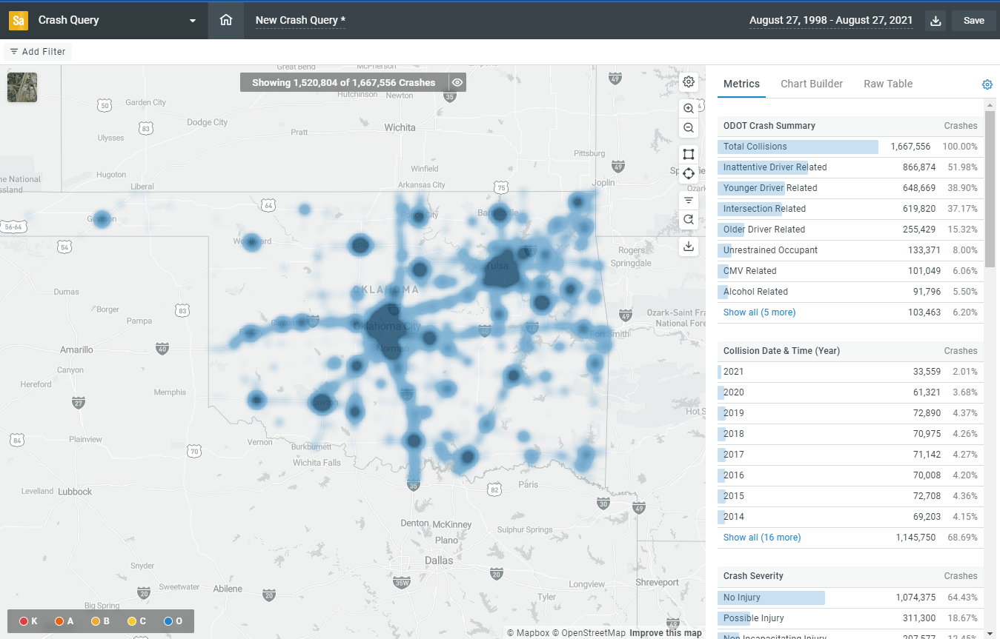 Sa Crash Query
New Crash Query *
August 27, 1998 - August 27, 2021
Save
Add Filter
Showing 1,520,804 of 1,667,556 Crashes
Great Bend
McPherson
49
Hutchinson
Newton
35
50
Garden City
Dodge City
83
Wichita
Pratt
Ulysses
Pittsburg
49
Winfield
Hugoton
Liberal
Arkansas City
75
Joplin
64
56-64
Guymon
Woodward
Enid
54
Rogers
Springdale
Tulsa
OKLAHOMA
Dumas
Borger
83
Pampa
49
Ozark-Saint
National
Oklahoma City
Fort Smith
Amarillo
40
Norman
Canyon
Hereford
Memphis
27
Lawton
84
Plainview
Vernon
70
Burkburnett
Wichita Falls
Levelland
Lubbock
35
82
Paris
30
49
Denton
McKinney
Sulphur Springs
Plano
Dallas
Snyder
20
35W
Sweetwater
Abilene
20
20
Longview
Shreveport
Tyler
Big Spring
49
K A B C O
© Mapbox © OpenStreetMap Improve this map
Metrics
Chart Builder
Raw Table
ODOT Crash Summary Crashes
Total Collisions 1,667,556 100.00%
Inattentive Driver Related 866,874 51.98%
Younger Driver Related 648,669 38.90%
Intersection Related 619,820 37.17%
Older Driver Related 255,429 15.32%
Unrestrained Occupant 133,371 8.00%
CMV Related 101,049 6.06%
Alcohol Related 91,796 5.50%
Show all (5 more) 103,463 6.20%
Collision Date & Time (Year) Crashes
2021 33,559 2.01%
2020 61,321 3.68%
2019 72,890 4.37%
2018 70,975 4.26%
2017 71,142 4.27%
2016 70,008 4.20%
2015 72,708 4.36%
2014 69,203 4.15%
Show all (16 more) 1,145,750 68.69%
Crash Severity Crashes
No Injury 1,074,375 64.43%
Possible Injury 311,300 18.67%
Non Incapacitating Injury 207,577 12.45%